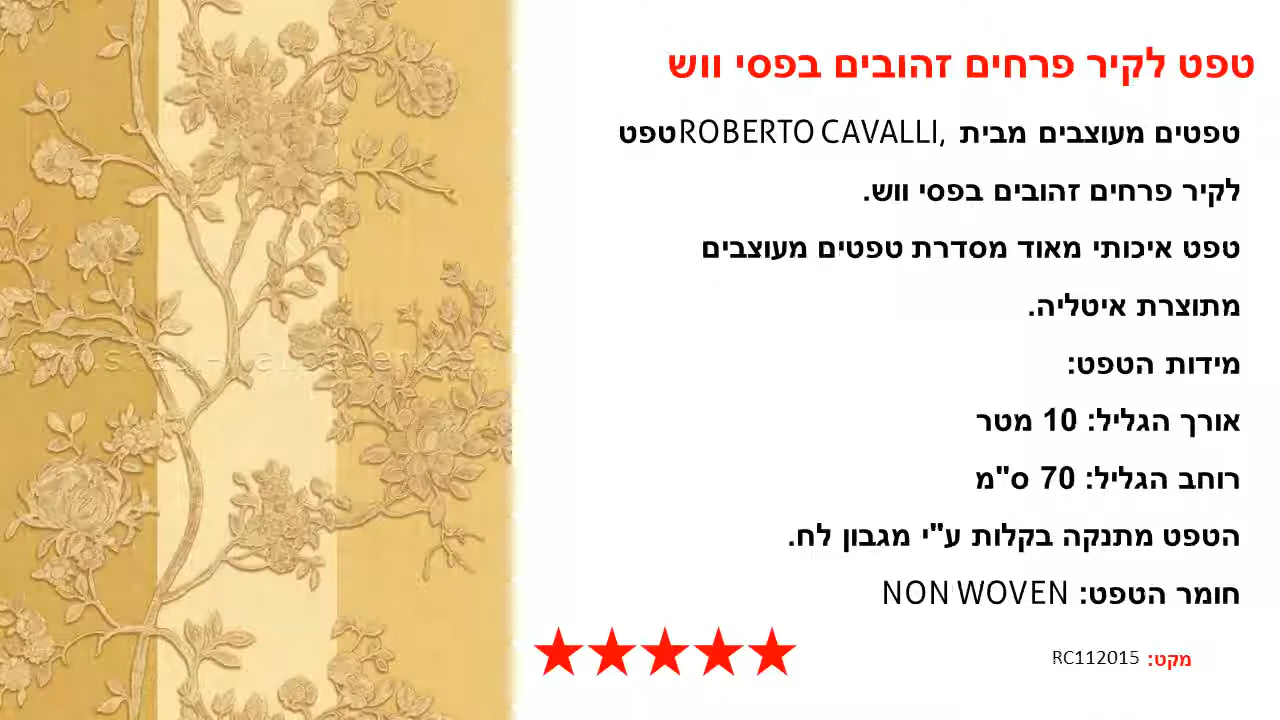 טפט לקיר פרחים זהובים בפסי ווש
טפטים מעוצבים מבית ROBERTO CAVALLI, טפט
לקיר פרחים זהובים בפסי ווש.
טפט איכותי מאוד מסדרת טפטים מעוצבים
מתוצרת איטליה.
מידות הטפט:
אורך הגליל: 10 מטר
רוחב הגליל: 70 ס"מ
הטפט מתנקה בקלות ע"י מגבון לח.
חומר הטפט: NON WOVEN
מקט: RC112015